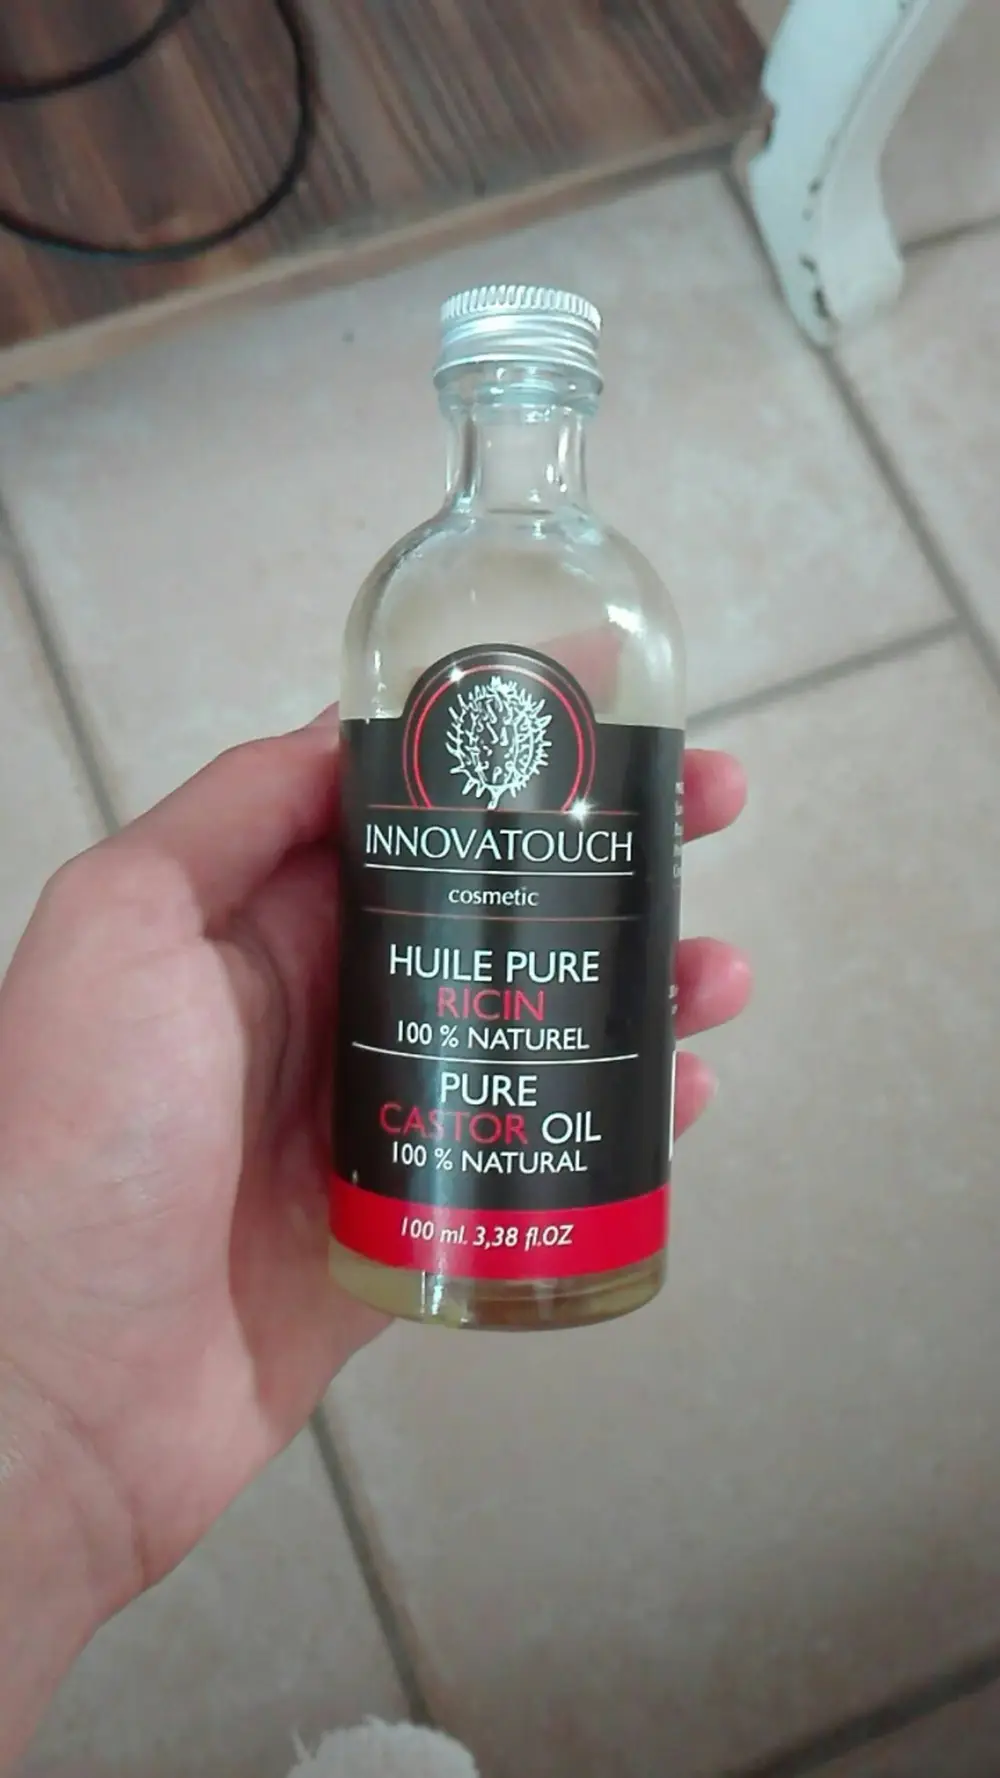 INNOVATOUCH
cosmetic
HUILE PURE
RICIN
100 % NATUREL
PURE
CASTOR OIL
100 % NATURAL
100 ml. 3,38 fl.OZ